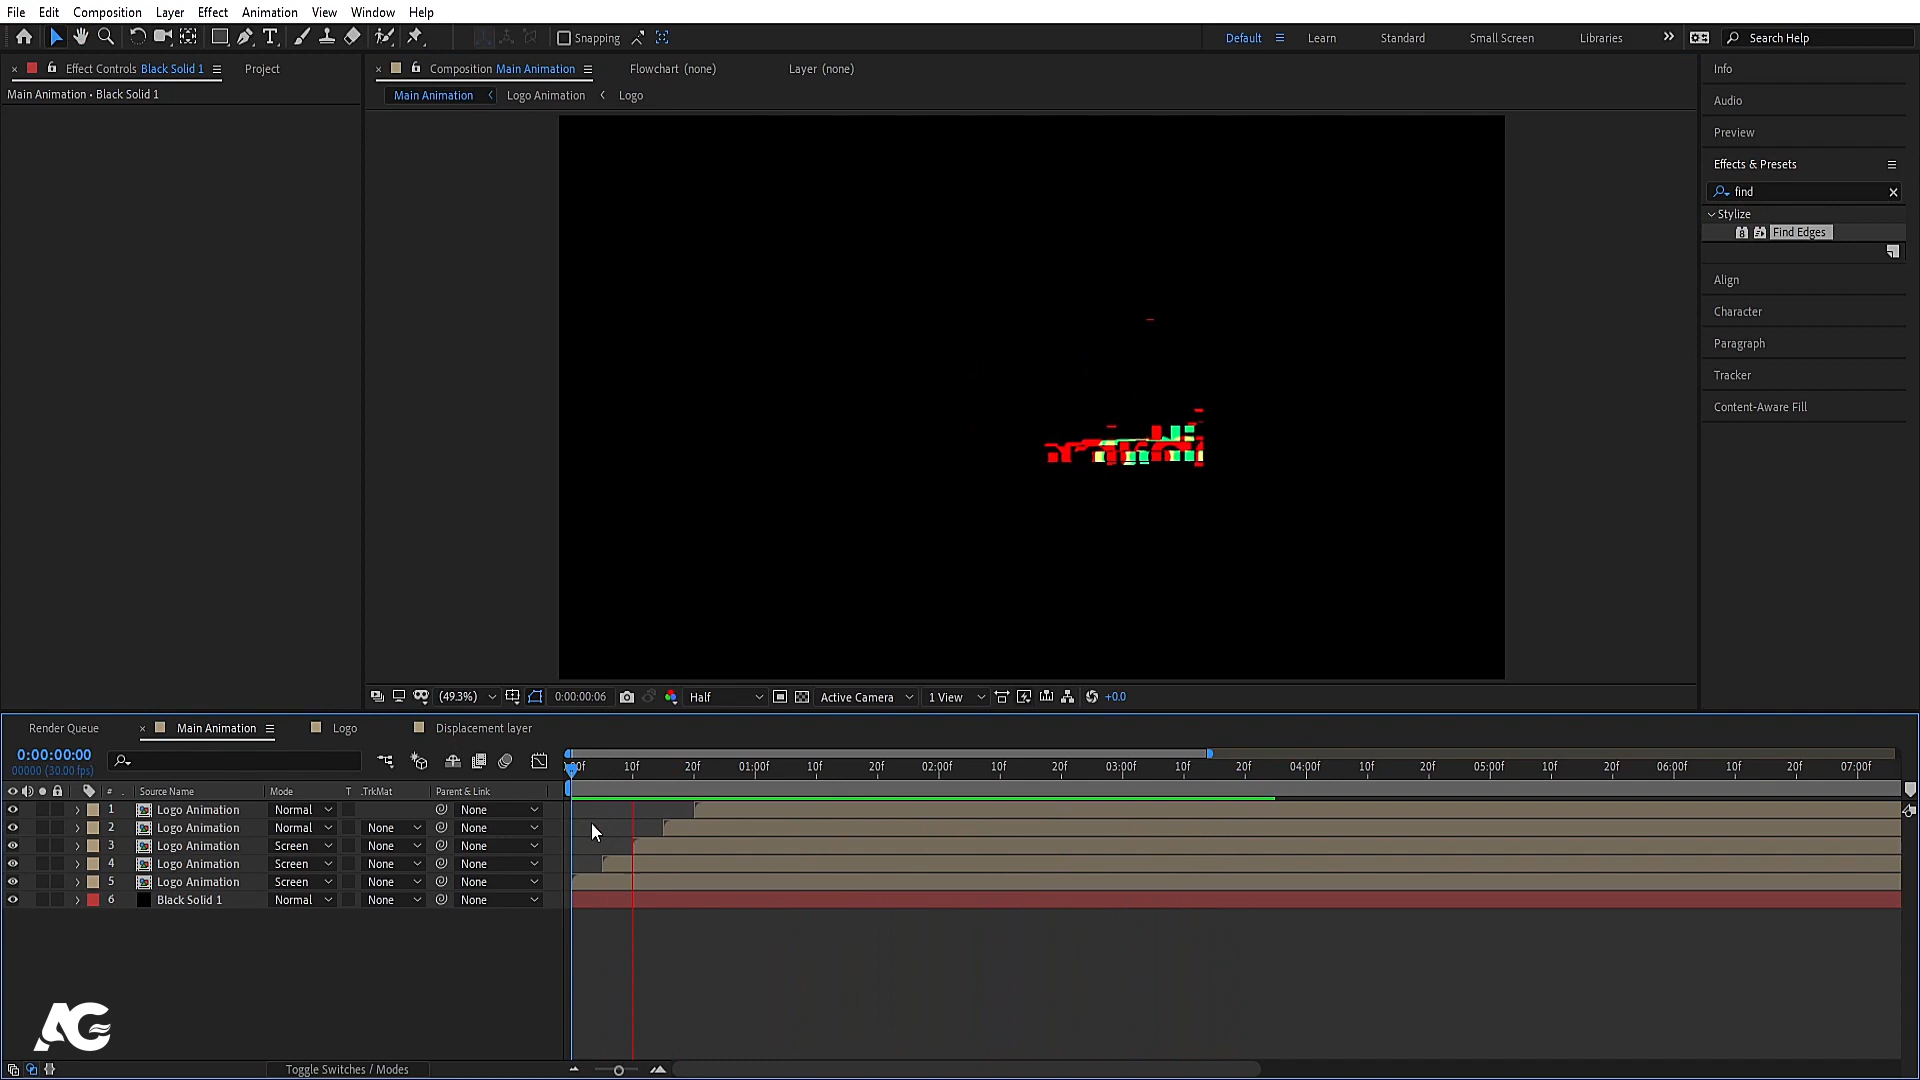 File Edit Composition Layer Effect Animation View Window Help
Snapping
Default Learn Standard Small Screen Libraries Search Help
Effect Controls Black Solid 1 Project
Main Animation • Black Solid 1
Composition Main Animation Flowchart (none) Layer (none)
Main Animation Logo Animation Logo
Info
Audio
Preview
Effects & Presets
find
Stylize
Find Edges
Align
Character
Paragraph
Tracker
Content-Aware Fill
(49.3%) 0:00:00:06 Half Active Camera 1 View +0.0
Render Queue Main Animation Logo Displacement layer
0:00:00:00
00000 (30.00 fps)
10f 20f 01:00f 10f 20f 02:00f 10f 20f 03:00f 10f 20f 04:00f 10f 20f 05:00f 10f 20f 06:00f 10f 20f 07:00f
# Source Name Mode T .TrkMat Parent & Link
1 Logo Animation Normal None
2 Logo Animation Normal None None
3 Logo Animation Screen None None
4 Logo Animation Screen None None
5 Logo Animation Screen None None
6 Black Solid 1 Normal None None
AG
Toggle Switches / Modes